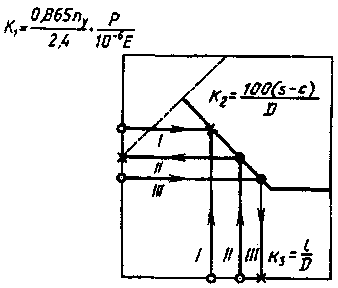 K₁ = 0,865nᵧ/2,4 · P/10⁻⁶E
K₂ = 100(s-c)/D
I
II
III
I II III
K₃ = l/D